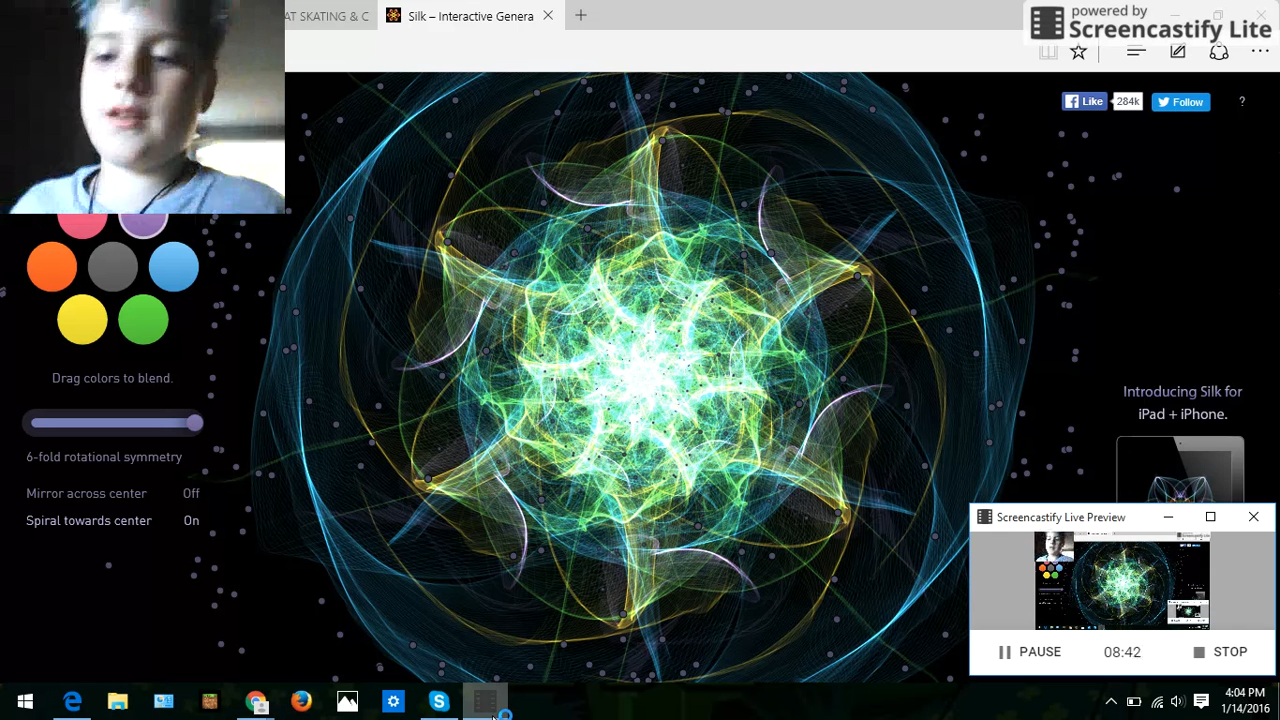 AT SKATING & C
Silk – Interactive Genera
powered by
Screencastify Lite
Like
284k
Follow
?
Drag colors to blend.
6-fold rotational symmetry
Mirror across center Off
Spiral towards center On
Introducing Silk for
iPad + iPhone.
Screencastify Live Preview
PAUSE 08:42 STOP
4:04 PM
1/14/2016